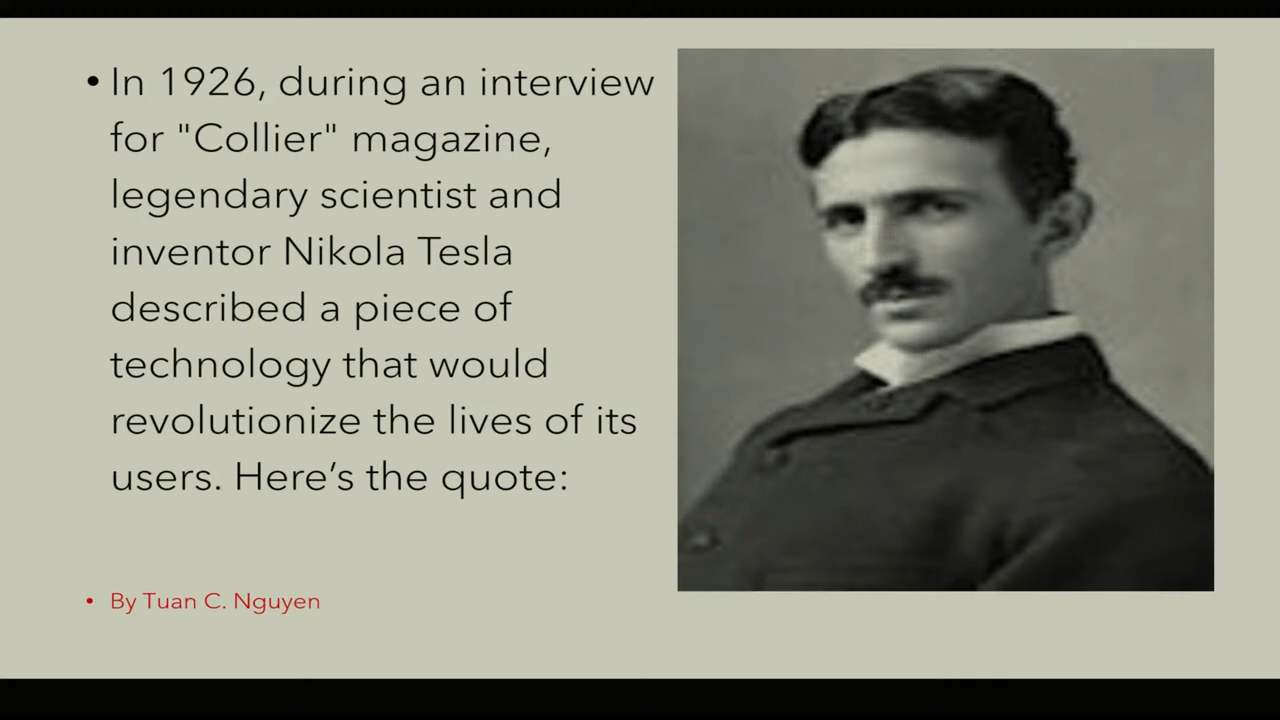 • In 1926, during an interview
for "Collier" magazine,
legendary scientist and
inventor Nikola Tesla
described a piece of
technology that would
revolutionize the lives of its
users. Here’s the quote:
• By Tuan C. Nguyen